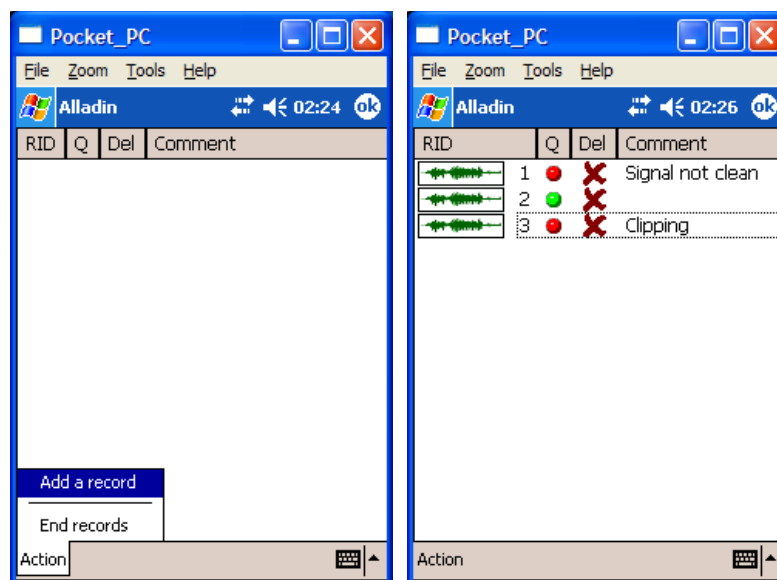 Pocket_PC
File Zoom Tools Help
Alladin 02:24 ok
RID Q Del Comment
Add a record
End records
Action
Pocket_PC
File Zoom Tools Help
Alladin 02:26 ok
RID Q Del Comment
1 Signal not clean
2
3 Clipping
Action